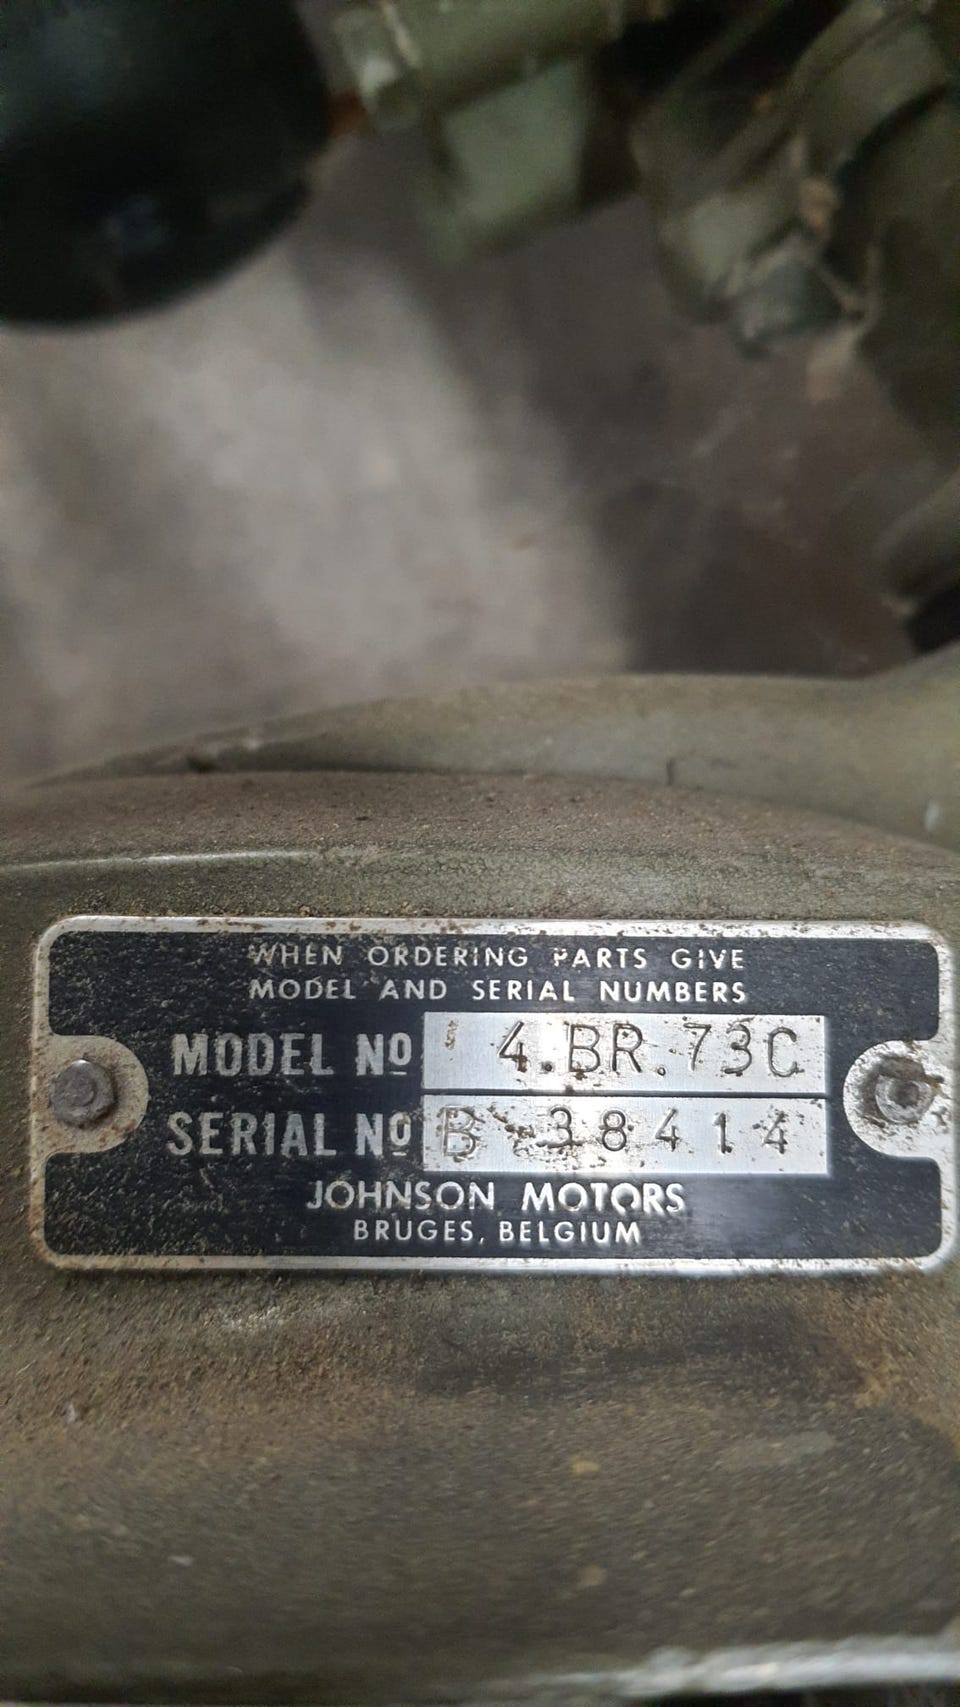 WHEN ORDERING PARTS GIVE
MODEL AND SERIAL NUMBERS
MODEL Nº 4.BR.73C
SERIAL Nº B 38414
JOHNSON MOTORS
BRUGES, BELGIUM